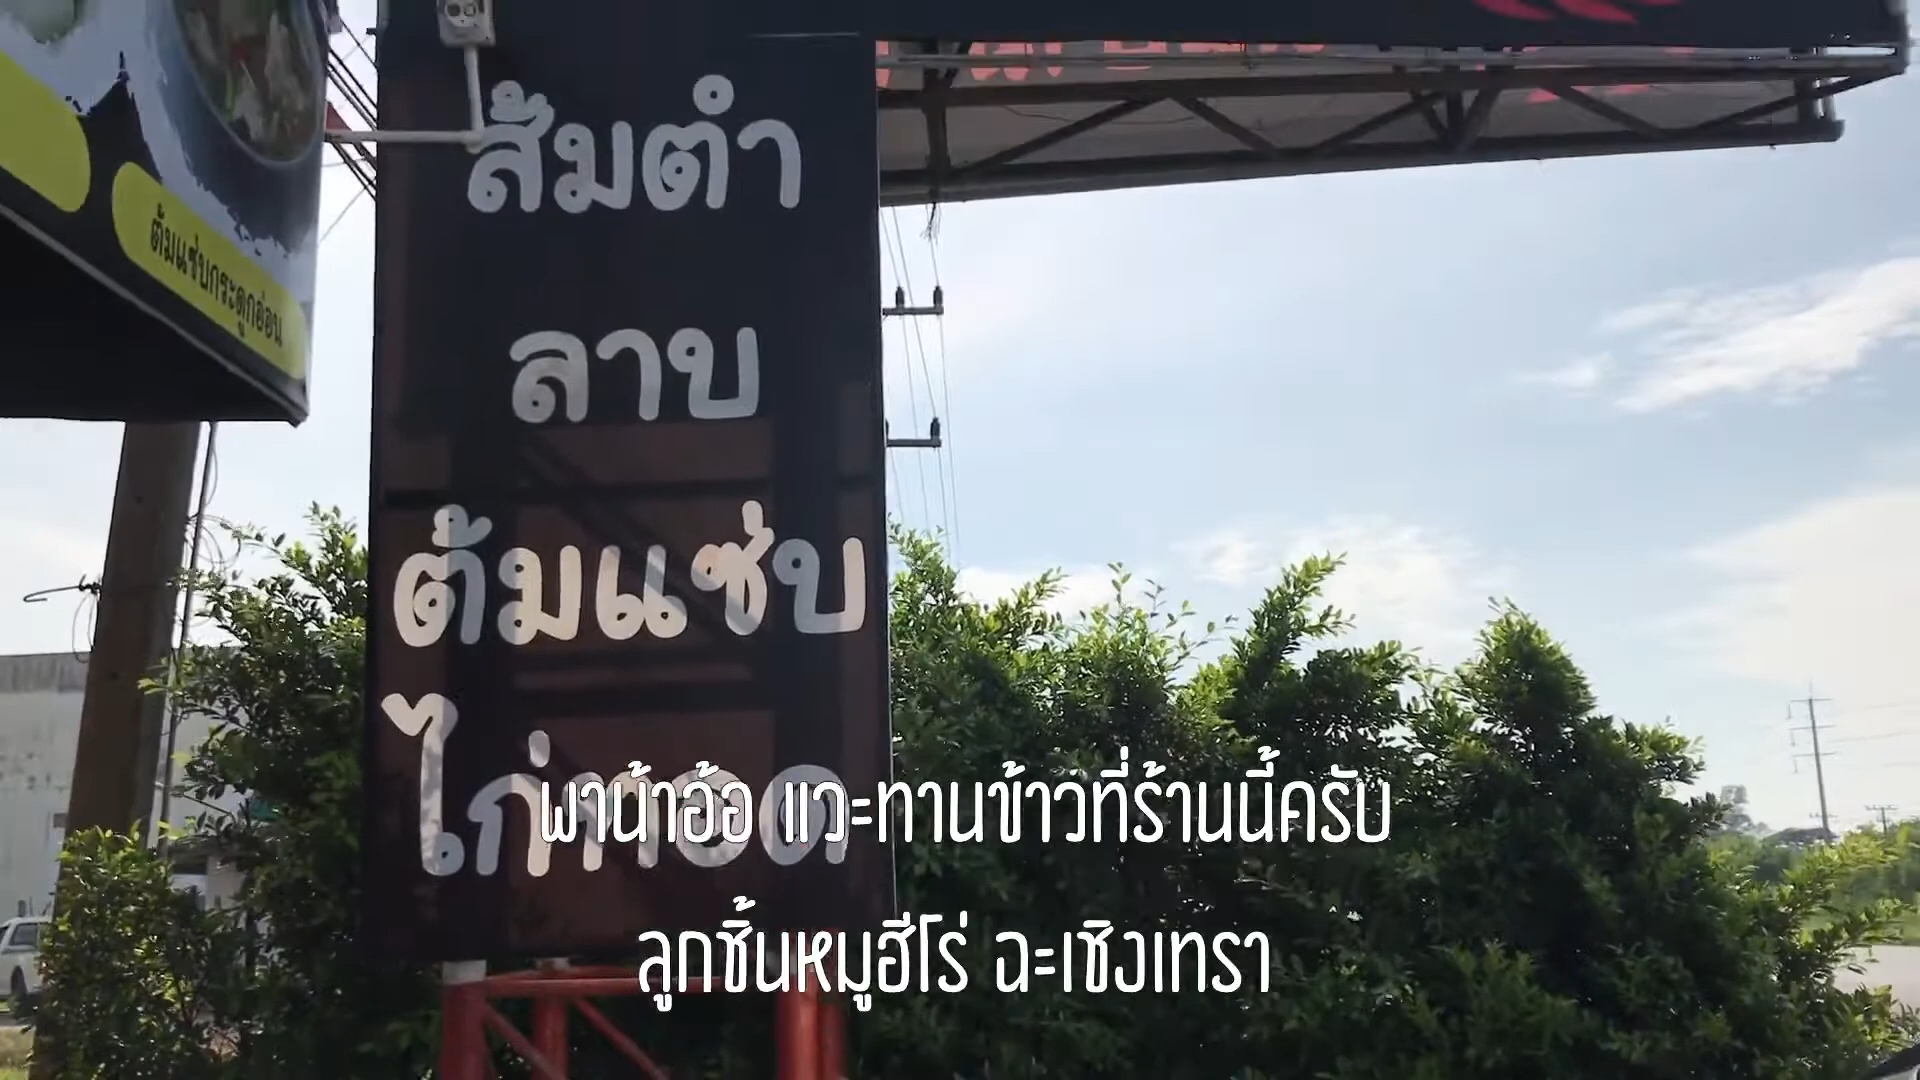 ส้มตำ
ลาบ
ต้มแซ่บ
ไก่ทอด
ต้มแซ่บกระดูกอ่อน
พาน้าอ้อ แวะทานข้าวที่ร้านนี้ครับ
ลูกชิ้นหมูฮีโร่ ฉะเชิงเทรา